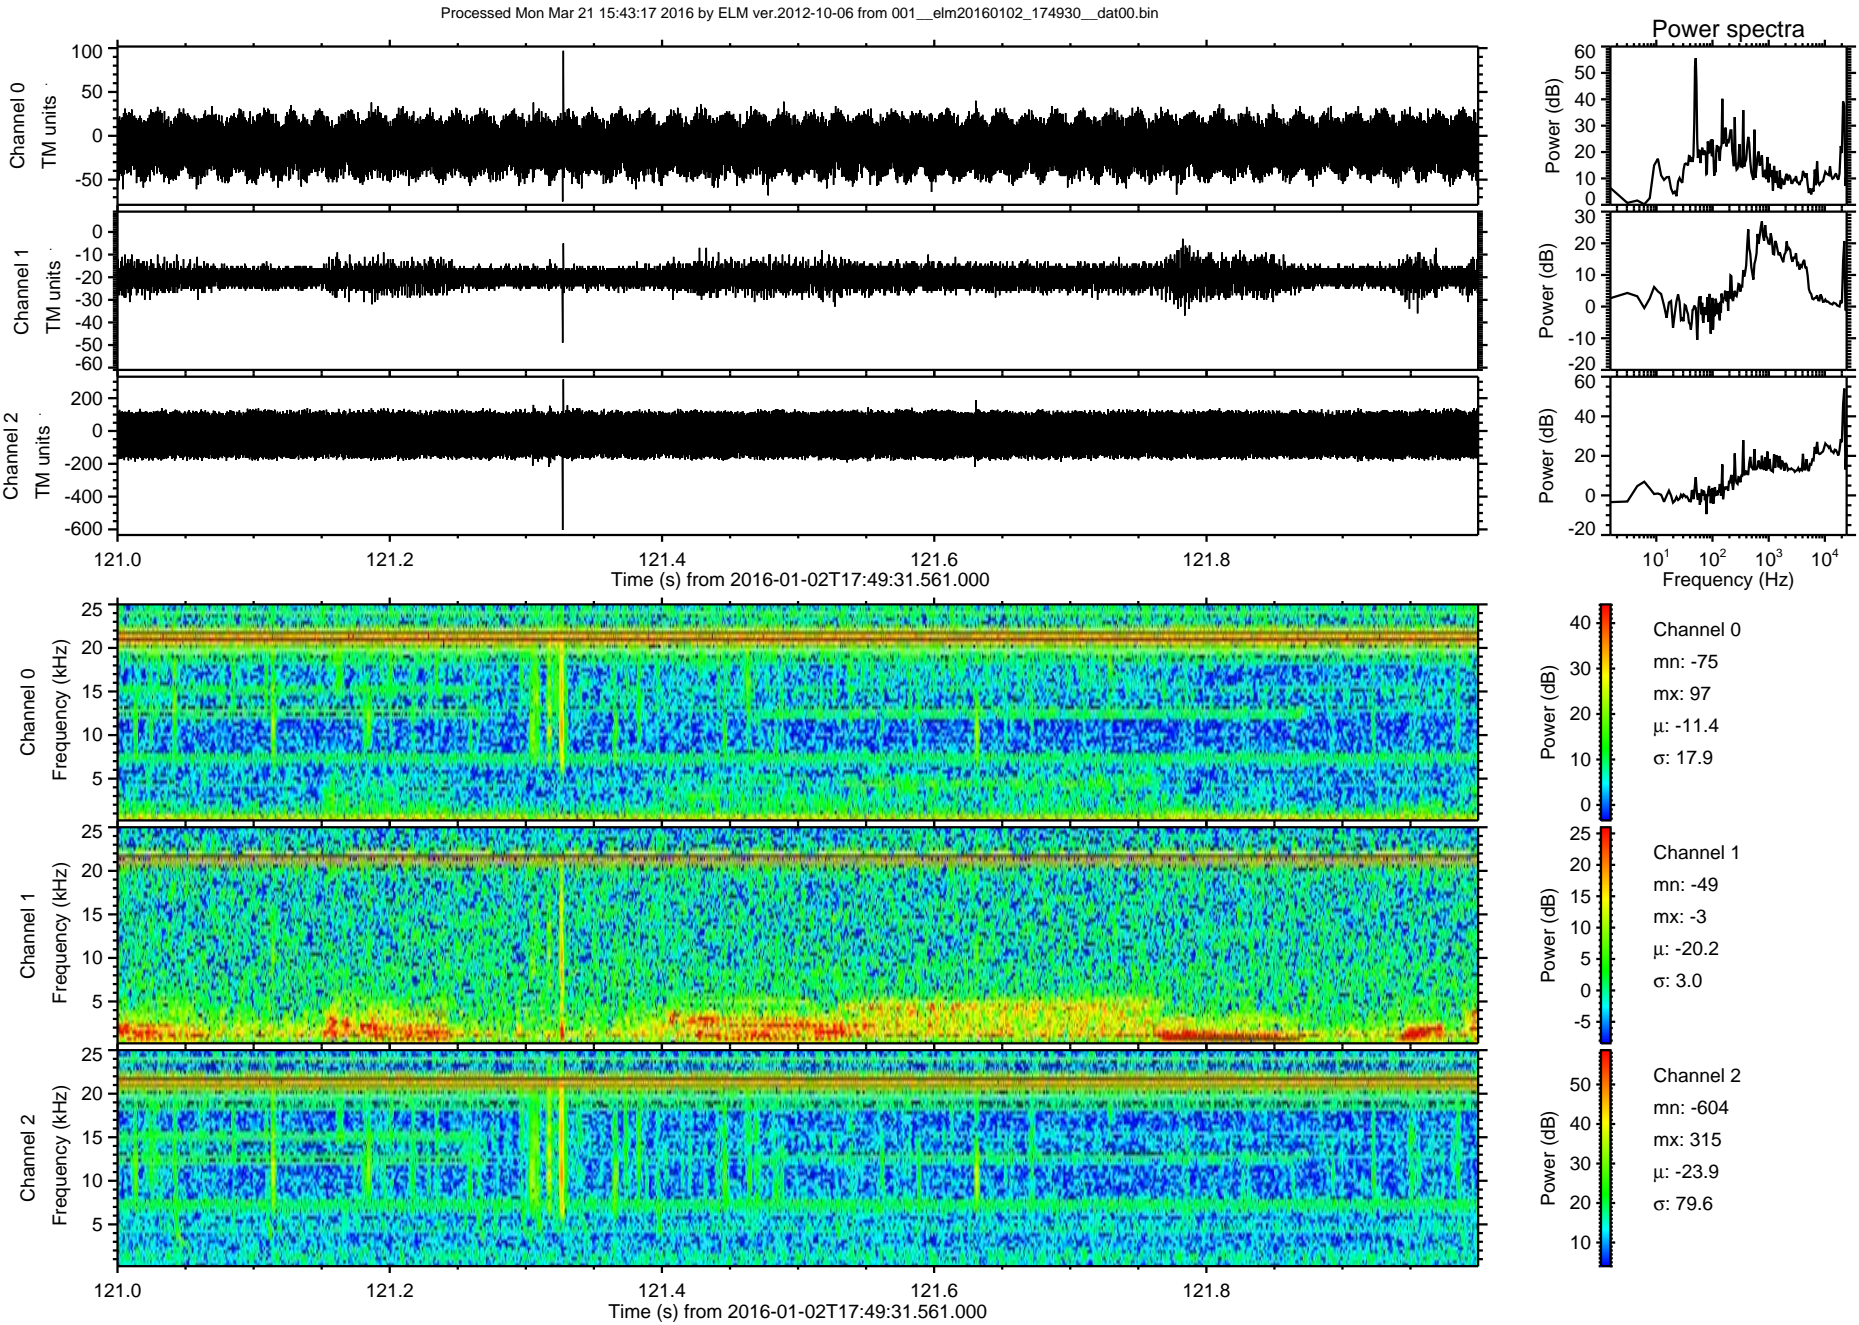 Processed Mon Mar 21 15:43:17 2016 by ELM ver.2012-10-06 from 001__elm20160102_174930__dat00.bin
Power spectra
Channel 0
TM units
100
50
0
-50
Power (dB)
60
50
40
30
20
10
0
Channel 1
TM units
0
-10
-20
-30
-40
-50
-60
Power (dB)
30
20
10
0
-10
-20
Channel 2
TM units
200
0
-200
-400
-600
Power (dB)
60
40
20
0
-20
121.0 121.2 121.4 121.6 121.8
Time (s) from 2016-01-02T17:49:31.561.000
10^1 10^2 10^3 10^4
Frequency (Hz)
Channel 0
Frequency (kHz)
25
20
15
10
5
Power (dB)
40
30
20
10
0
Channel 0
mn: -75
mx: 97
μ: -11.4
σ: 17.9
Channel 1
Frequency (kHz)
25
20
15
10
5
Power (dB)
25
20
15
10
5
0
-5
Channel 1
mn: -49
mx: -3
μ: -20.2
σ: 3.0
Channel 2
Frequency (kHz)
25
20
15
10
5
Power (dB)
50
40
30
20
10
Channel 2
mn: -604
mx: 315
μ: -23.9
σ: 79.6
121.0 121.2 121.4 121.6 121.8
Time (s) from 2016-01-02T17:49:31.561.000